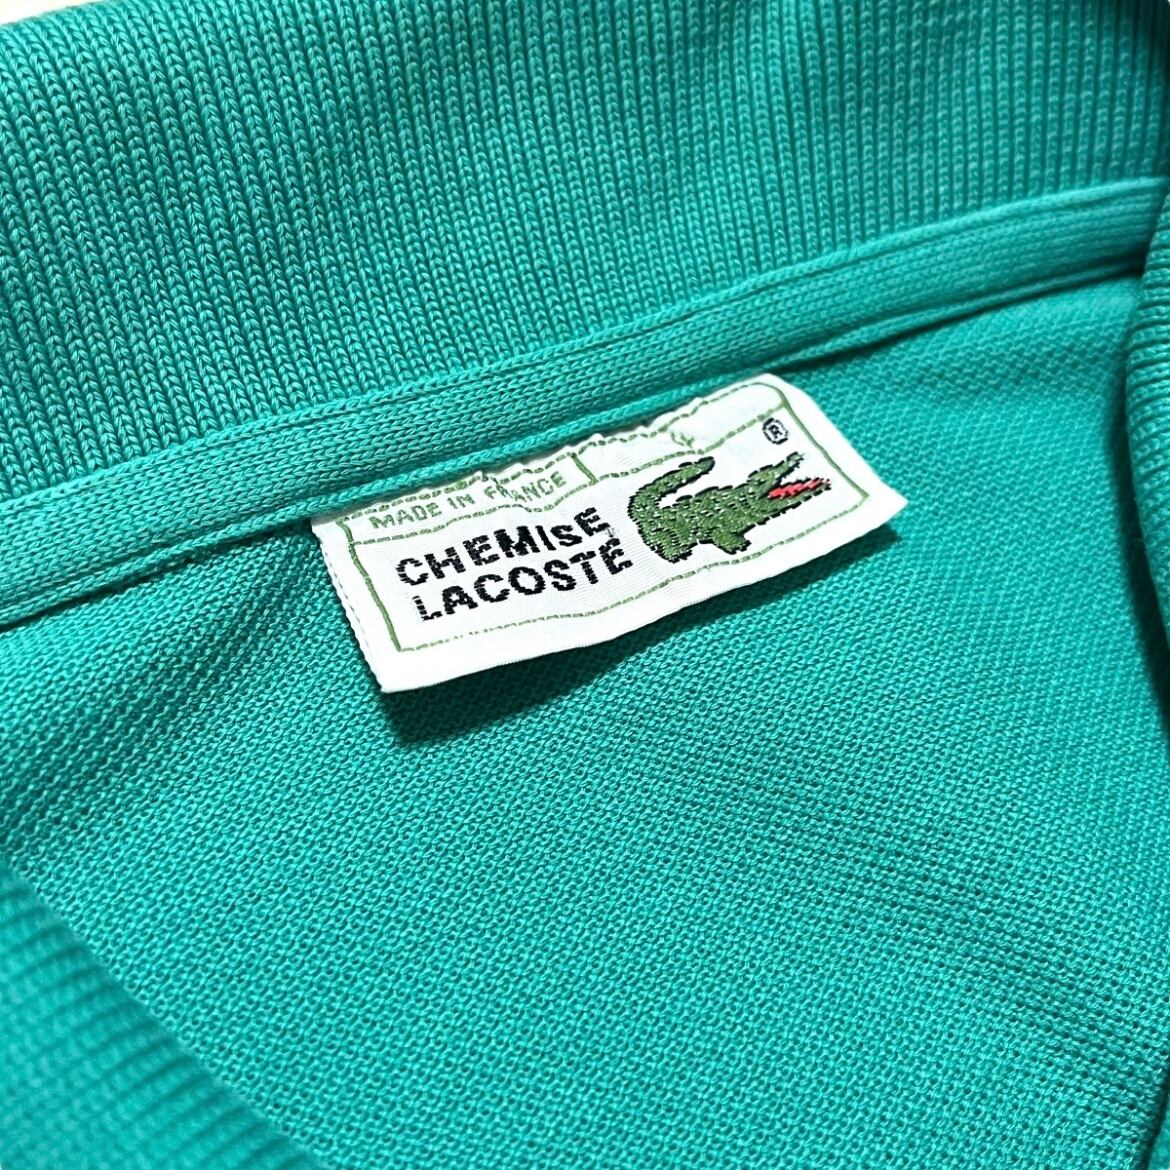 MADE IN FRANCE
®
CHEMISE
LACOSTE